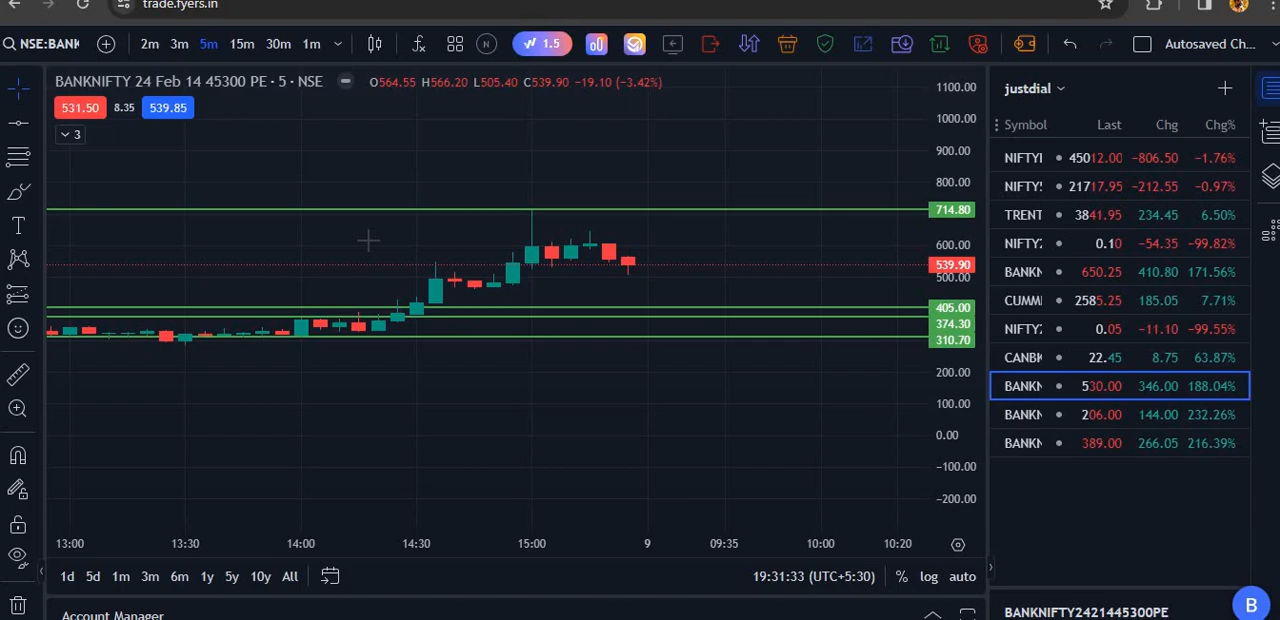 trade.fyers.in
NSE:BANK 2m 3m 5m 15m 30m 1m N 1.5 Autosaved Ch...
BANKNIFTY 24 Feb 14 45300 PE · 5 · NSE O564.55 H566.20 L505.40 C539.90 −19.10 (−3.42%)
531.50 8.35 539.85
3
1100.00
1000.00
900.00
800.00
714.80
600.00
539.90
500.00
405.00
374.30
310.70
200.00
100.00
0.00
−100.00
−200.00
13:00 13:30 14:00 14:30 15:00 9 09:35 10:00 10:20
1d 5d 1m 3m 6m 1y 5y 10y All 19:31:33 (UTC+5:30) % log auto
Account Manager
justdial
Symbol Last Chg Chg%
NIFTYI 45012.00 −806.50 −1.76%
NIFTY! 21717.95 −212.55 −0.97%
TRENT 3841.95 234.45 6.50%
NIFTY: 0.10 −54.35 −99.82%
BANKN 650.25 410.80 171.56%
CUMMI 2585.25 185.05 7.71%
NIFTY: 0.05 −11.10 −99.55%
CANBK 22.45 8.75 63.87%
BANKN 530.00 346.00 188.04%
BANKN 206.00 144.00 232.26%
BANKN 389.00 266.05 216.39%
BANKNIFTY2421445300PE
B